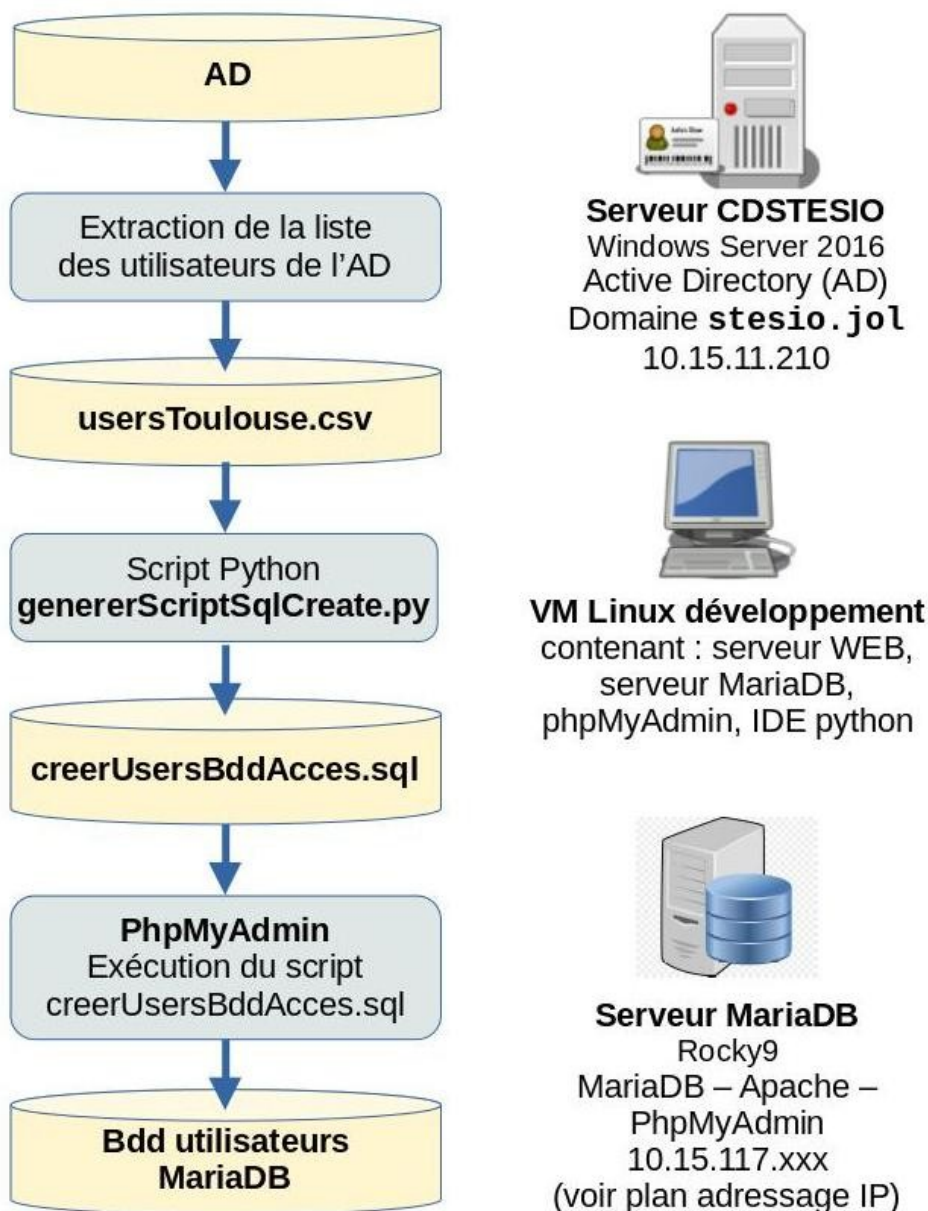 AD
Extraction de la liste
des utilisateurs de l’AD
usersToulouse.csv
Script Python
genererScriptSqlCreate.py
creerUsersBddAcces.sql
PhpMyAdmin
Exécution du script
creerUsersBddAcces.sql
Bdd utilisateurs
MariaDB
Serveur CDSTESIO
Windows Server 2016
Active Directory (AD)
Domaine stesio.jol
10.15.11.210
VM Linux développement
contenant : serveur WEB,
serveur MariaDB,
phpMyAdmin, IDE python
Serveur MariaDB
Rocky9
MariaDB – Apache –
PhpMyAdmin
10.15.117.xxx
(voir plan adressage IP)